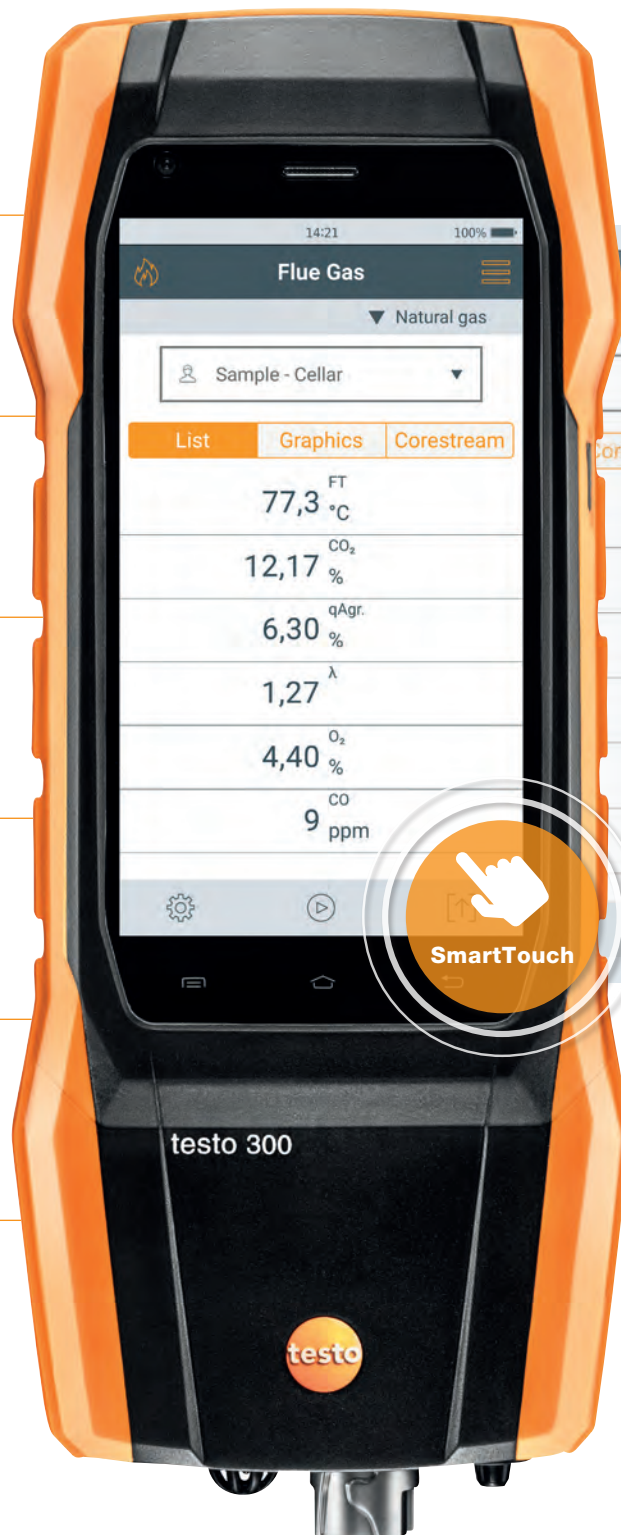 14:21 100%
Flue Gas
▼ Natural gas
Sample - Cellar ▼
List Graphics Corestream
77,3 FT °C
12,17 CO₂ %
6,30 qAgr. %
1,27 λ
4,40 O₂ %
9 CO ppm
SmartTouch
testo 300
testo